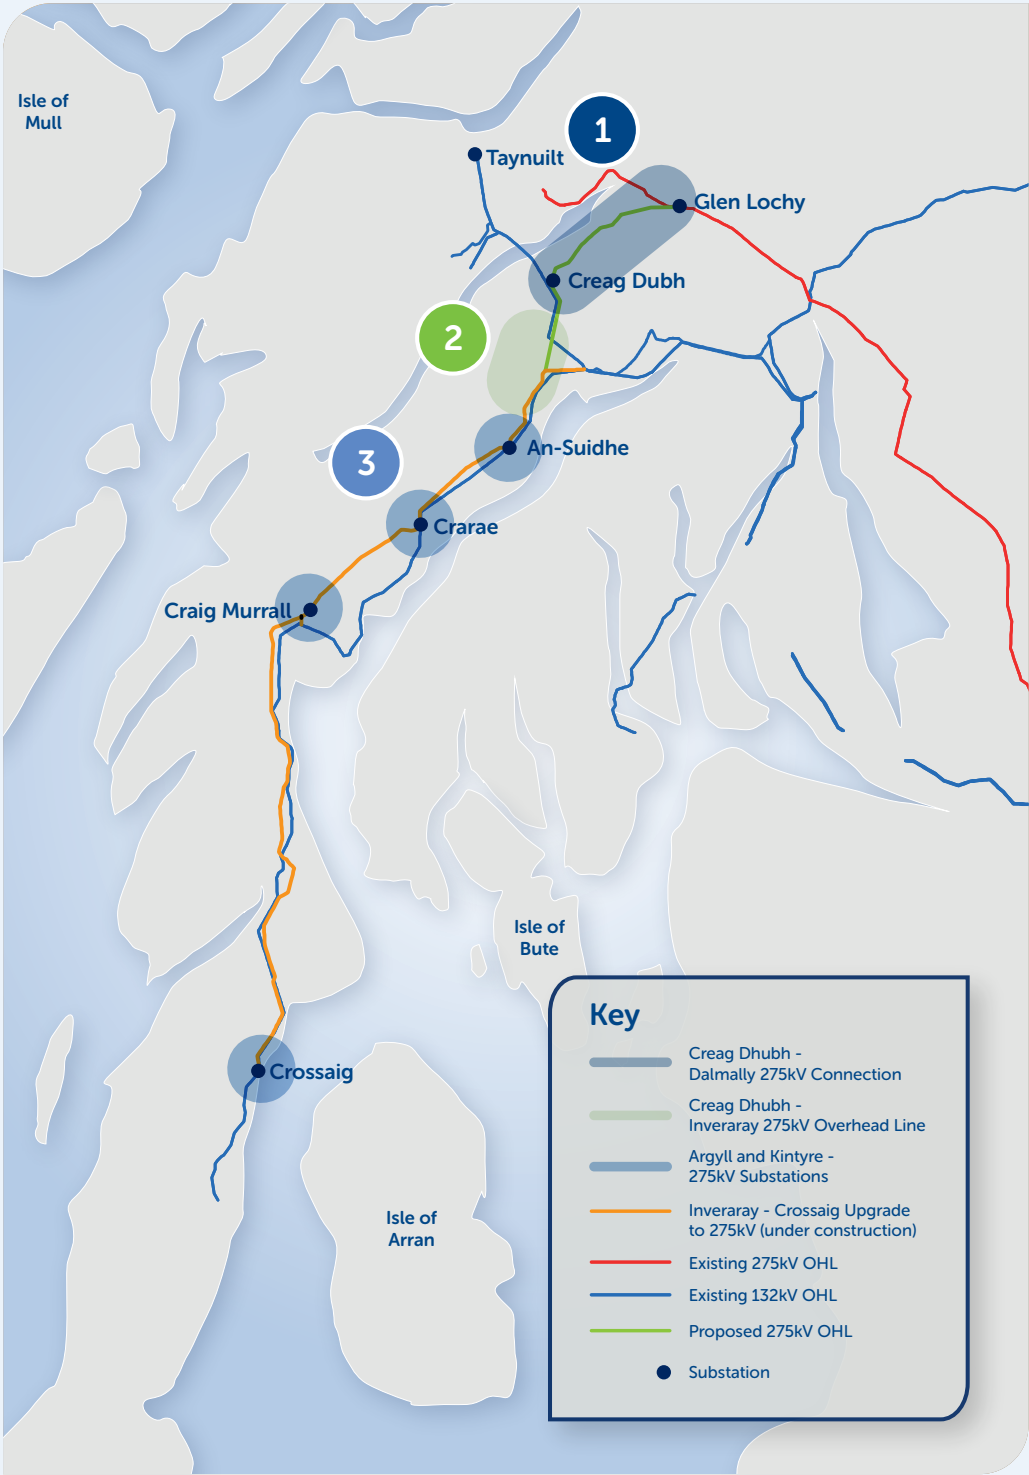 Isle of
Mull
1
Taynuilt
Glen Lochy
Creag Dubh
2
An-Suidhe
3
Crarae
Craig Murrall
Isle of
Bute
Crossaig
Isle of
Arran
Key
Creag Dhubh -
Dalmally 275kV Connection
Creag Dhubh -
Inveraray 275kV Overhead Line
Argyll and Kintyre -
275kV Substations
Inveraray - Crossaig Upgrade
to 275kV (under construction)
Existing 275kV OHL
Existing 132kV OHL
Proposed 275kV OHL
Substation